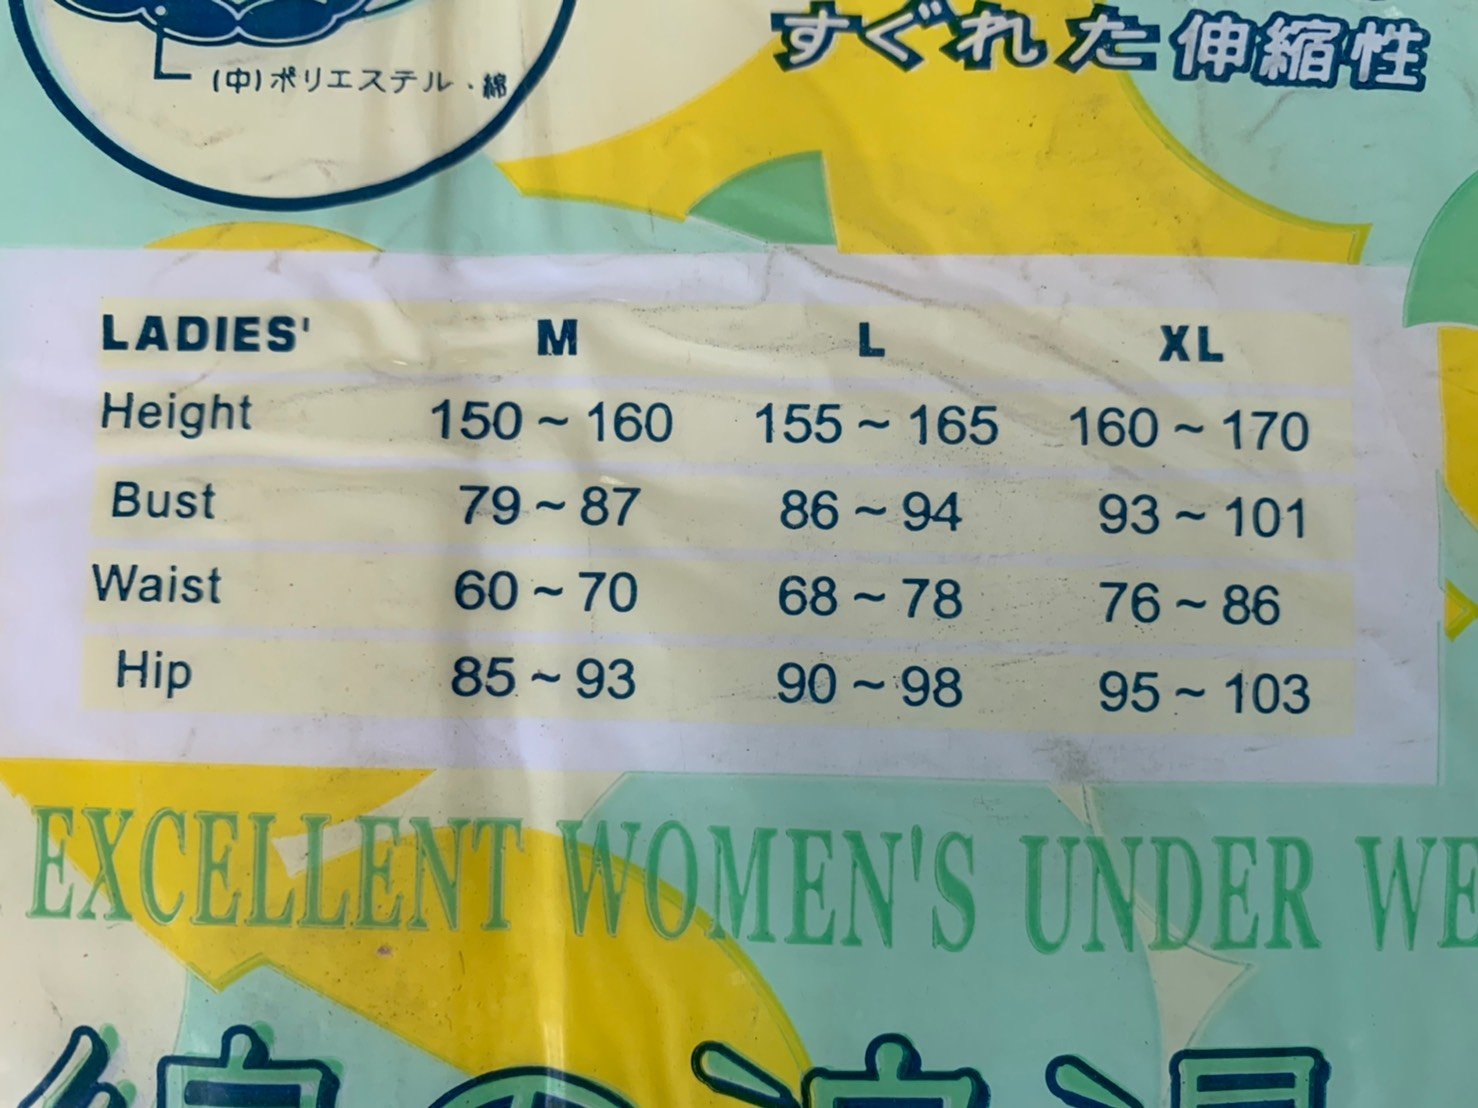 すぐれた伸縮性
(中)ポリエステル・綿
LADIES' M L XL
Height 150~160 155~165 160~170
Bust 79~87 86~94 93~101
Waist 60~70 68~78 76~86
Hip 85~93 90~98 95~103
EXCELLENT WOMEN'S UNDER WE